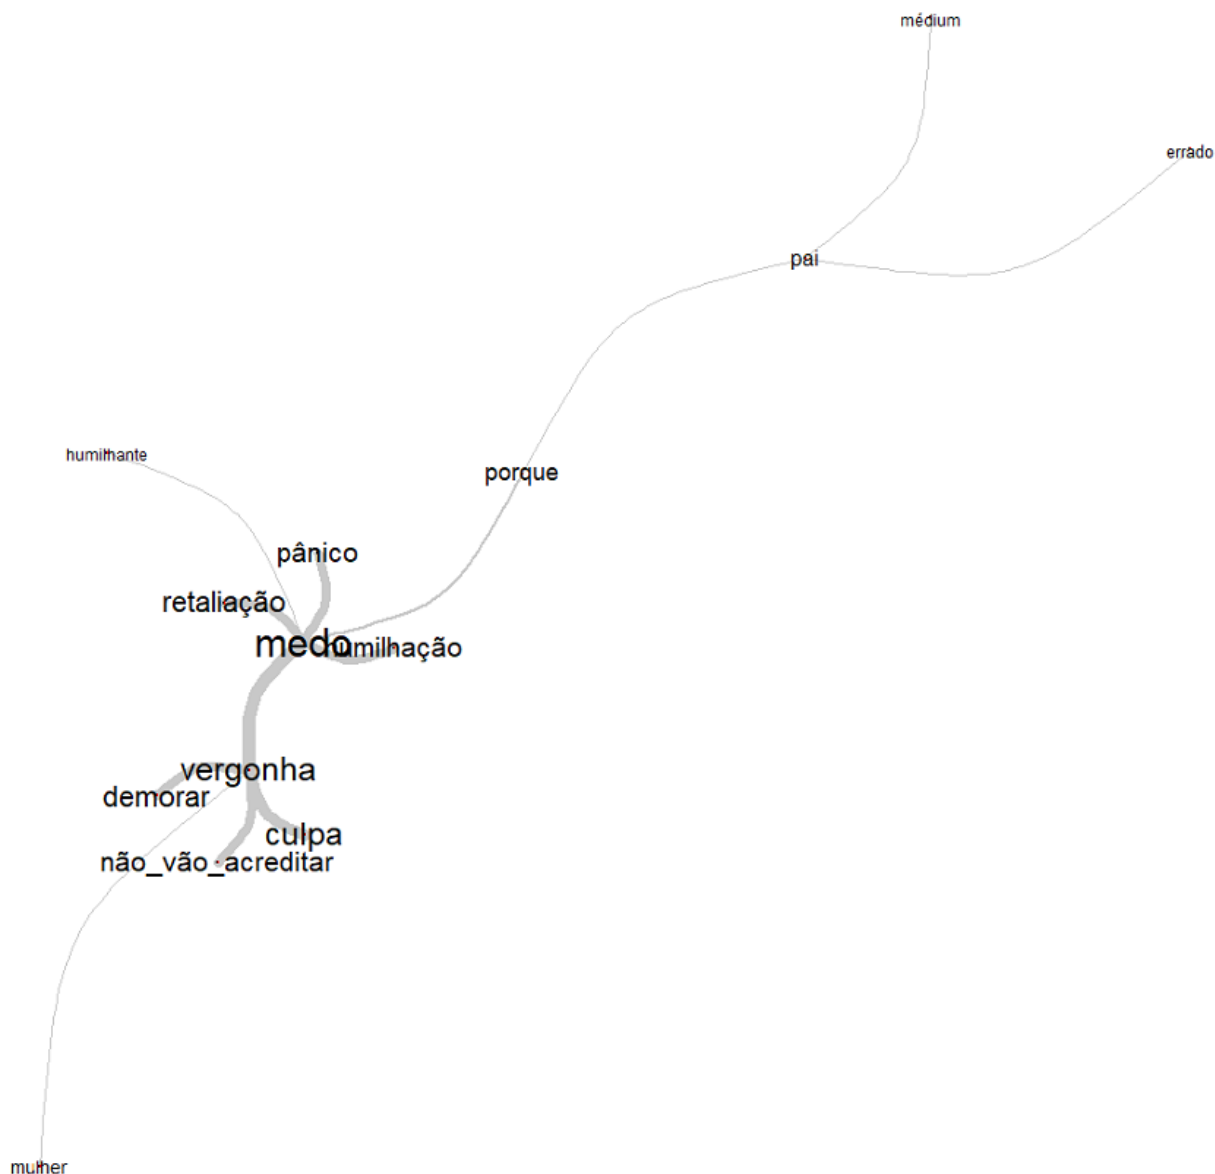 médium
errado
pai
humilhante
porque
pânico
retaliação
medo
humilhação
vergonha
demorar
culpa
não_vão_acreditar
mulher